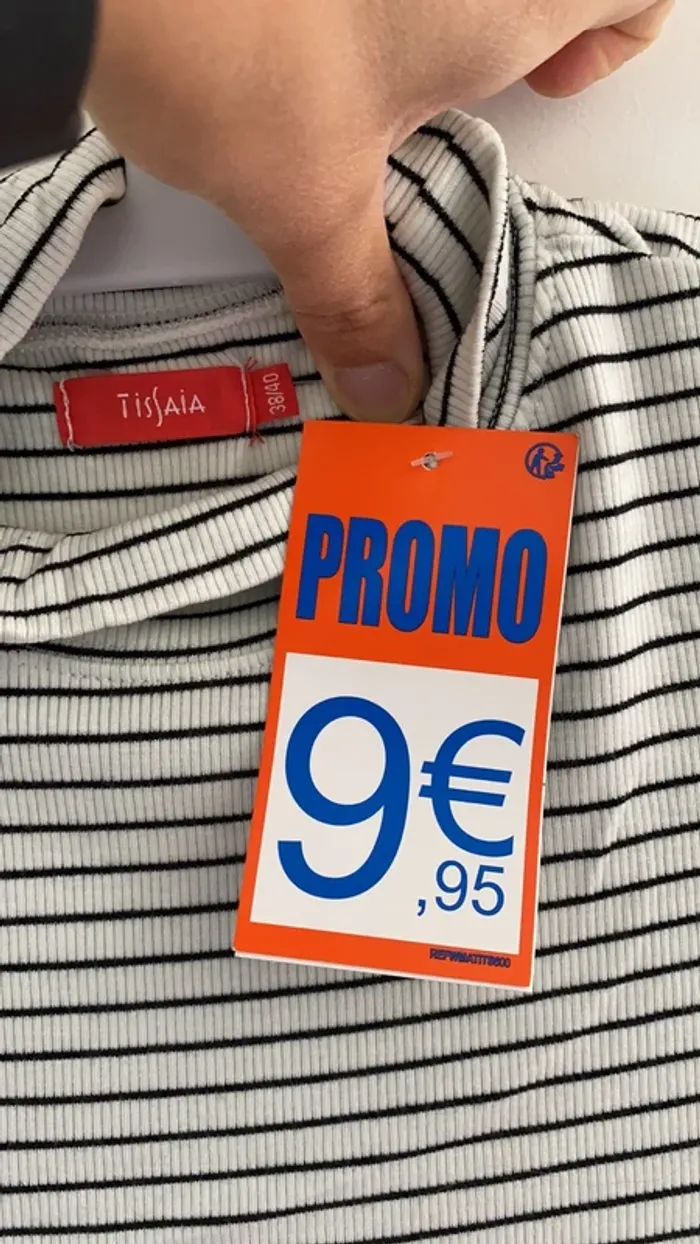 TISSAIA
38/40
PROMO
9€
,95